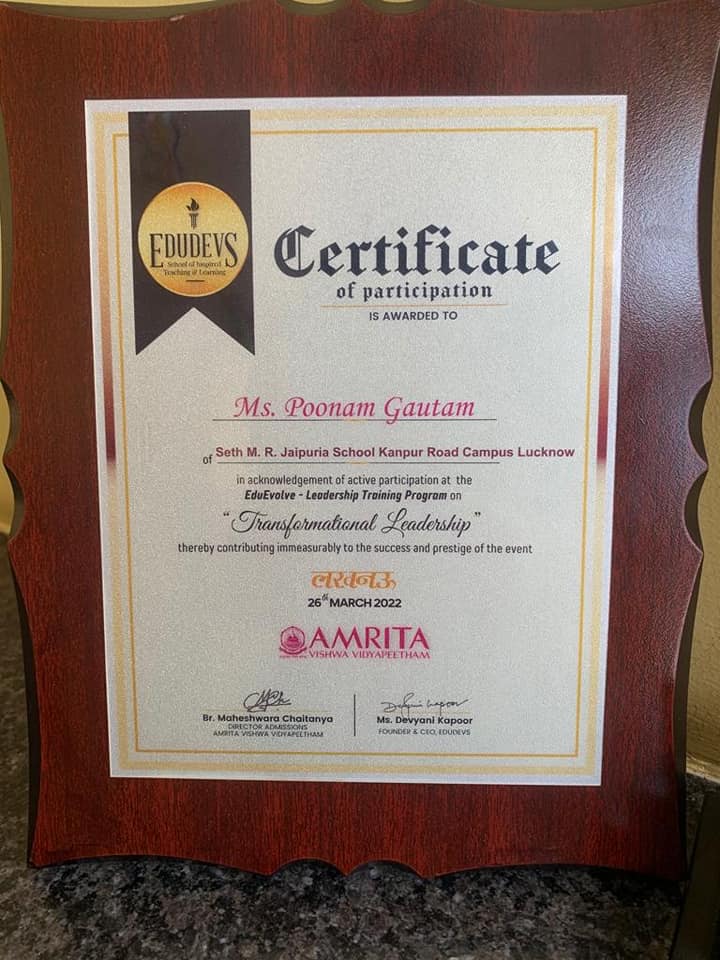 EDUDEVS
School of Inspired
Teaching & Learning
Certificate
of participation
IS AWARDED TO
Ms. Poonam Gautam
of Seth M. R. Jaipuria School Kanpur Road Campus Lucknow
in acknowledgement of active participation at the
EduEvolve - Leadership Training Program on
“Transformational Leadership”
thereby contributing immeasurably to the success and prestige of the event
लखनऊ
26th MARCH 2022
AMRITA
VISHWA VIDYAPEETHAM
Devyani Kapoor
Br. Maheshwara Chaitanya
DIRECTOR ADMISSIONS
AMRITA VISHWA VIDYAPEETHAM
Ms. Devyani Kapoor
FOUNDER & CEO, EDUDEVS